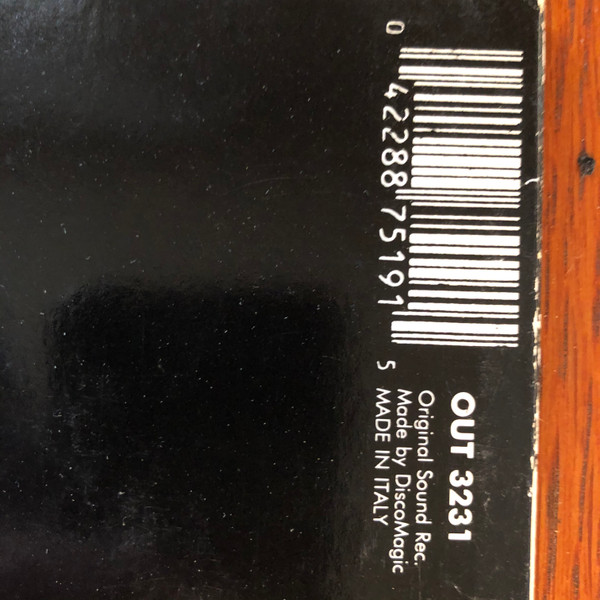 0 42288 75191 5
OUT 3231
Original Sound Rec.
Made by DiscoMagic
MADE IN ITALY